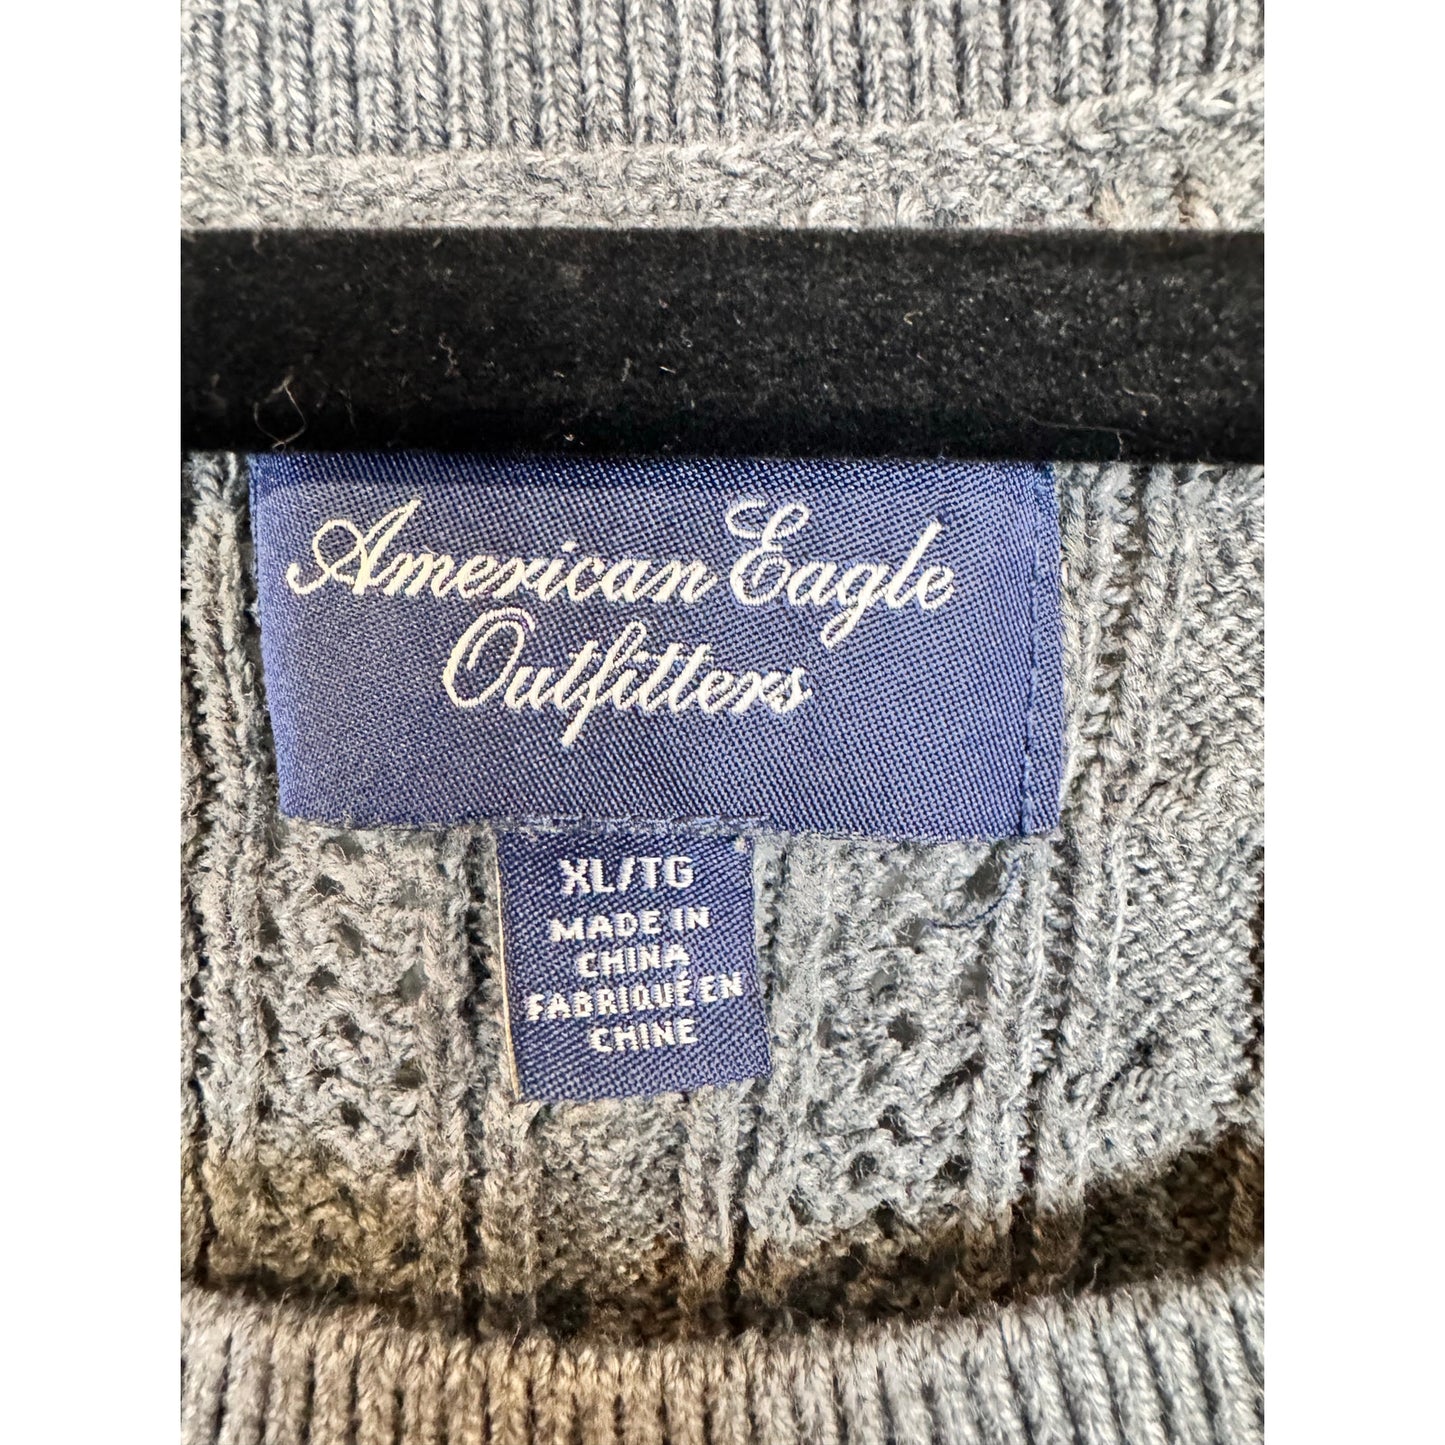 American Eagle
Outfitters
XL/TG
MADE IN
CHINA
FABRIQUÉ EN
CHINE